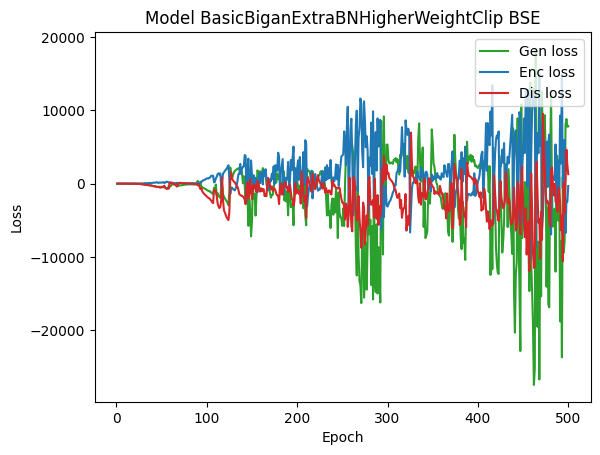 Model BasicBiganExtraBNHigherWeightClip BSE
Gen loss
Enc loss
Dis loss
20000
10000
0
−10000
−20000
Loss
0
100
200
300
400
500
Epoch